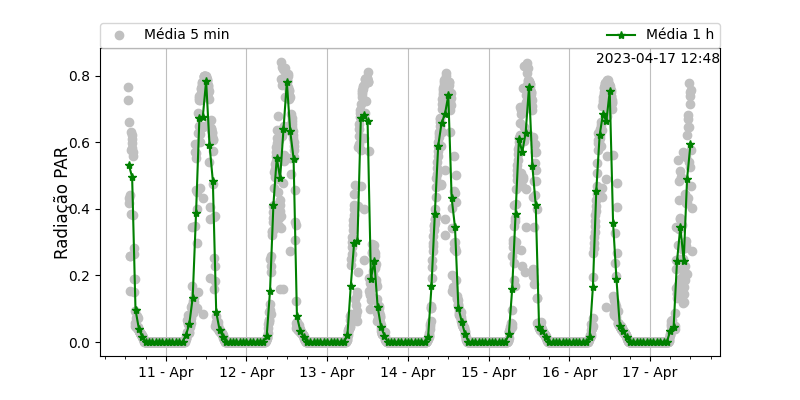 Média 5 min
Média 1 h
2023-04-17 12:48
Radiação PAR
0.8
0.6
0.4
0.2
0.0
11 - Apr
12 - Apr
13 - Apr
14 - Apr
15 - Apr
16 - Apr
17 - Apr